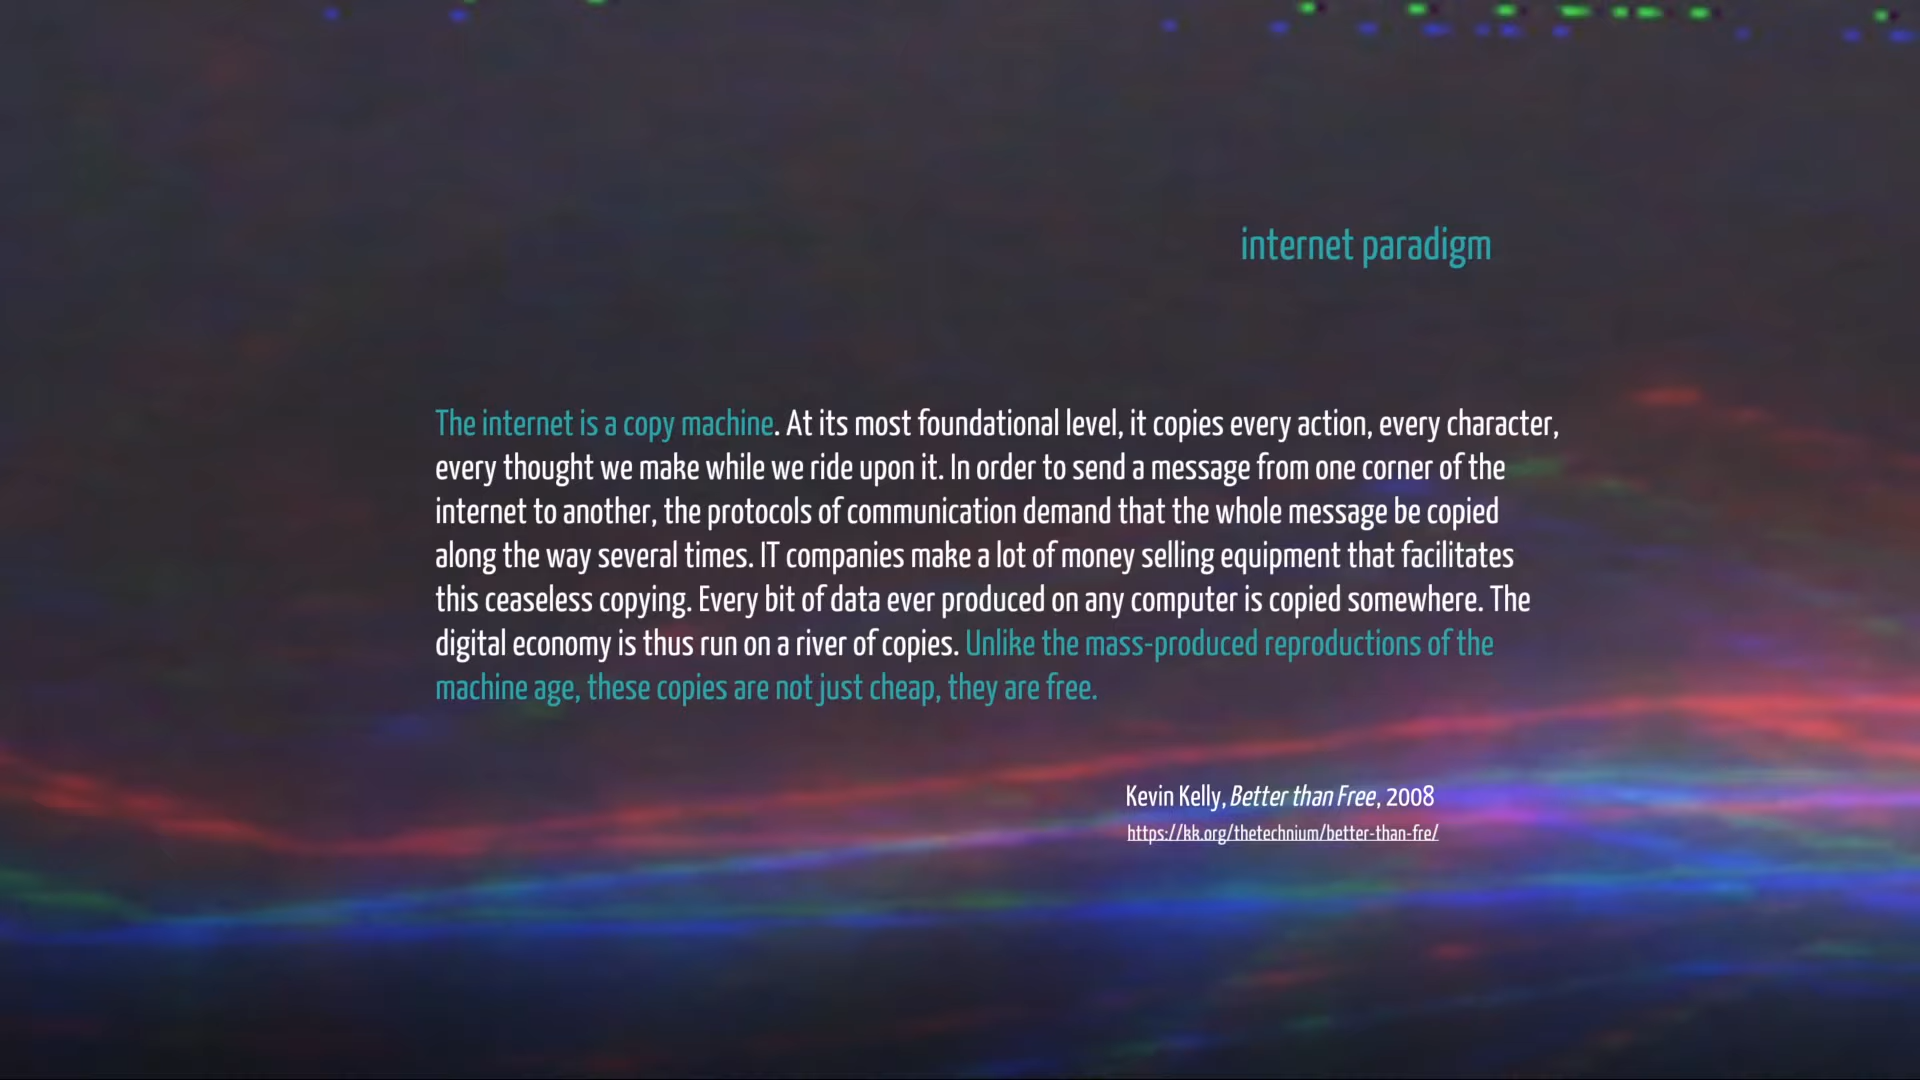 internet paradigm
The internet is a copy machine. At its most foundational level, it copies every action, every character,
every thought we make while we ride upon it. In order to send a message from one corner of the
internet to another, the protocols of communication demand that the whole message be copied
along the way several times. IT companies make a lot of money selling equipment that facilitates
this ceaseless copying. Every bit of data ever produced on any computer is copied somewhere. The
digital economy is thus run on a river of copies. Unlike the mass-produced reproductions of the
machine age, these copies are not just cheap, they are free.
Kevin Kelly, Better than Free, 2008
https://kk.org/thetechnium/better-than-fre/